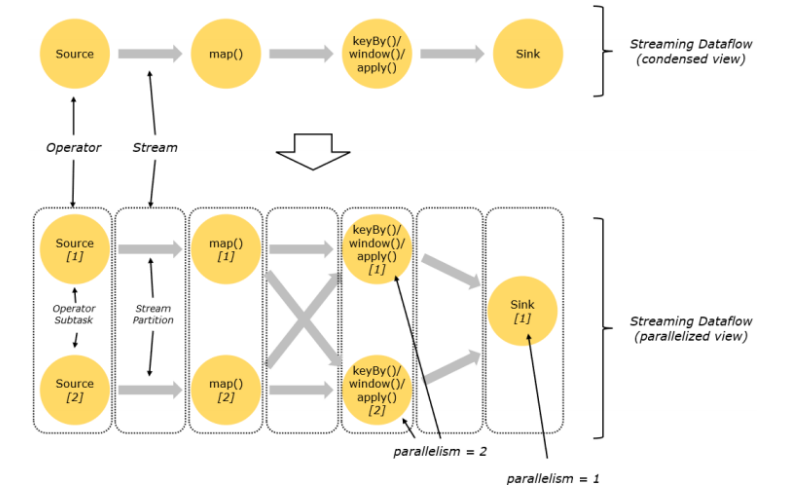 Source
map()
keyBy()/
window()/
apply()
Sink
Streaming Dataflow
(condensed view)
Operator
Stream
Source
[1]
map()
[1]
keyBy()/
window()/
apply()
[1]
Operator
Subtask
Stream
Partition
Sink
[1]
Streaming Dataflow
(parallelized view)
Source
[2]
map()
[2]
keyBy()/
window()/
apply()
[2]
parallelism = 2
parallelism = 1